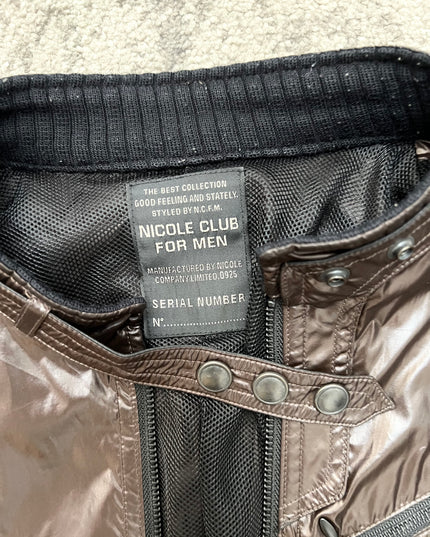 THE BEST COLLECTION
GOOD FEELING AND STATELY.
STYLED BY N.C.F.M.
NICOLE CLUB
FOR MEN
MANUFACTURED BY NICOLE
COMPANY LIMITED.0925
SERIAL NUMBER
N°.....................